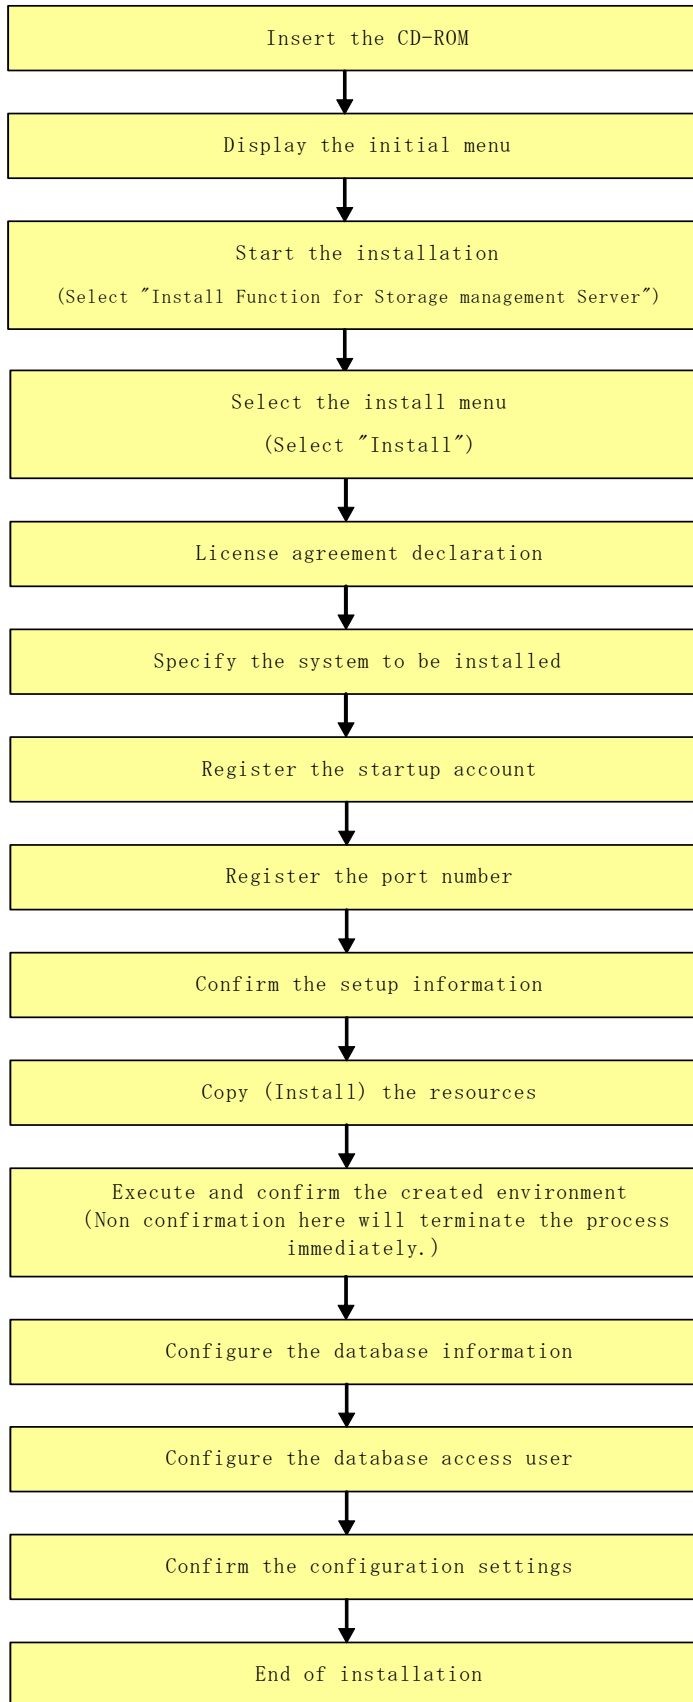 Insert the CD-ROM
Display the initial menu
Start the installation
(Select "Install Function for Storage management Server")
Select the install menu
(Select "Install")
License agreement declaration
Specify the system to be installed
Register the startup account
Register the port number
Confirm the setup information
Copy (Install) the resources
Execute and confirm the created environment
(Non confirmation here will terminate the process
immediately.)
Configure the database information
Configure the database access user
Confirm the configuration settings
End of installation